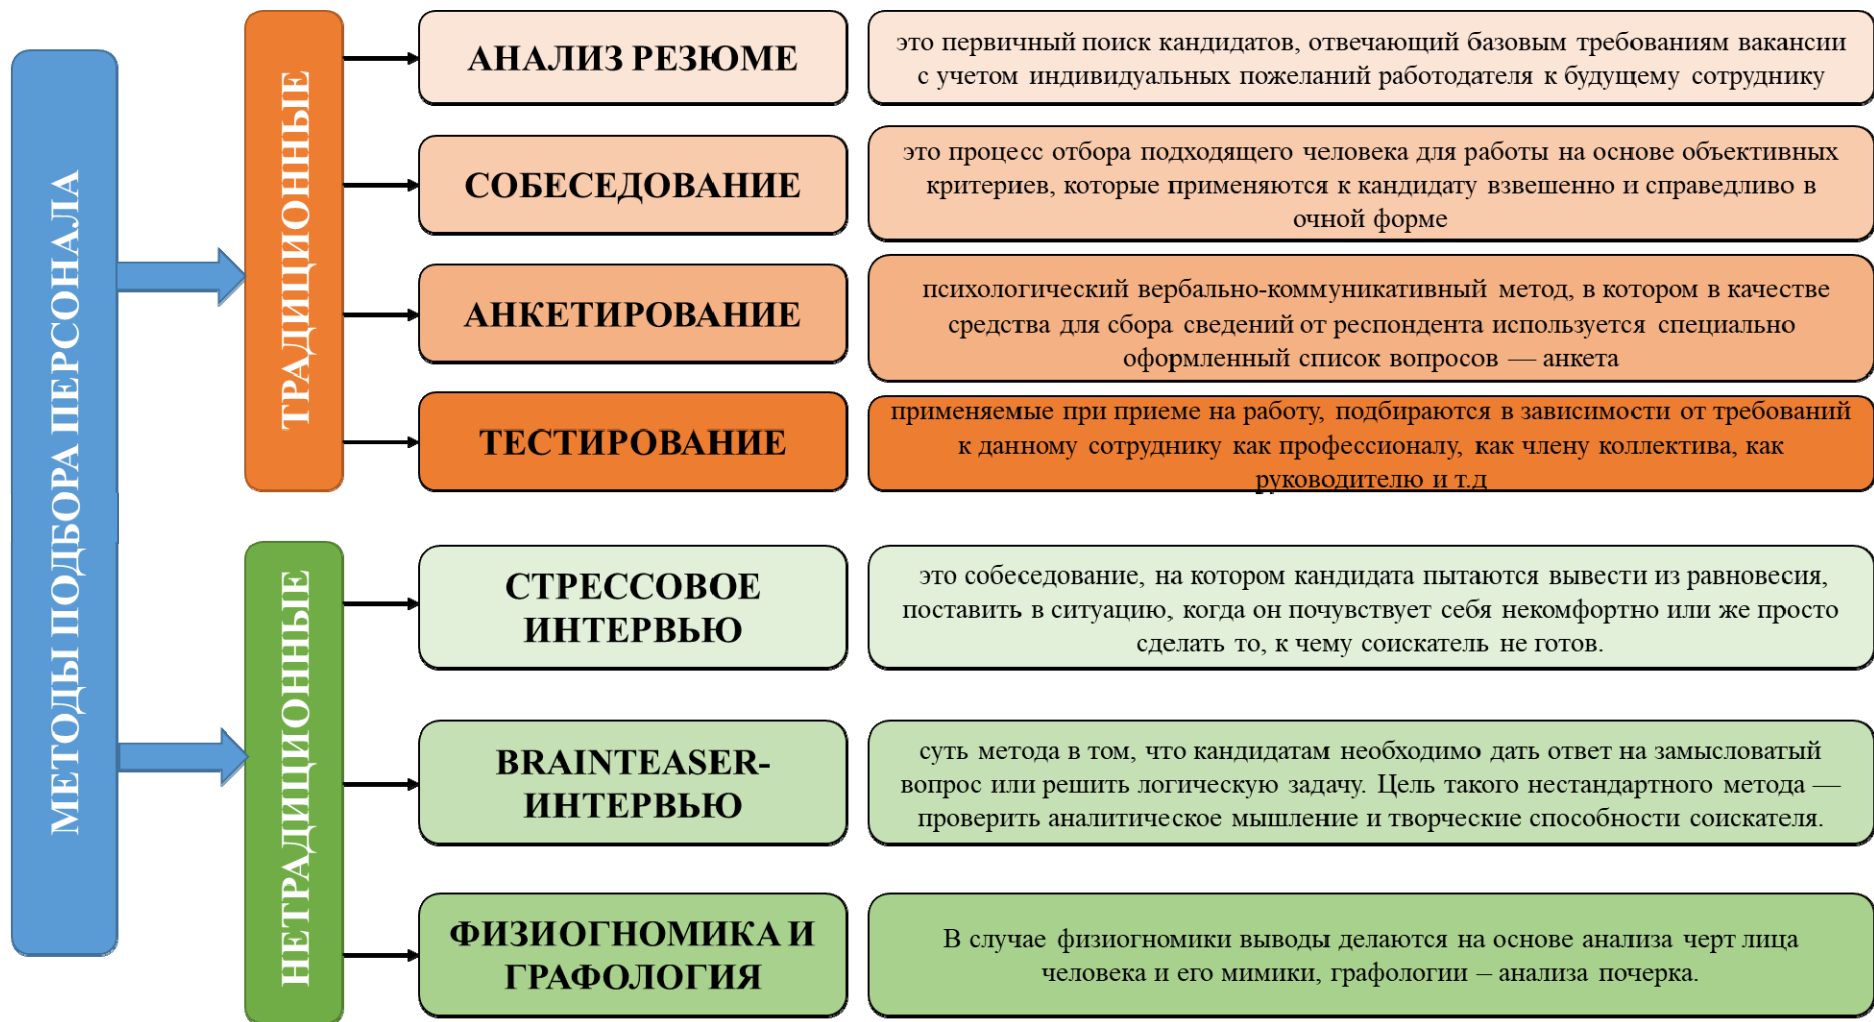 МЕТОДЫ ПОДБОРА ПЕРСОНАЛА
ТРАДИЦИОННЫЕ
АНАЛИЗ РЕЗЮМЕ
это первичный поиск кандидатов, отвечающий базовым требованиям вакансии
с учетом индивидуальных пожеланий работодателя к будущему сотруднику
СОБЕСЕДОВАНИЕ
это процесс отбора подходящего человека для работы на основе объективных
критериев, которые применяются к кандидату взвешенно и справедливо в
очной форме
АНКЕТИРОВАНИЕ
психологический вербально-коммуникативный метод, в котором в качестве
средства для сбора сведений от респондента используется специально
оформленный список вопросов — анкета
ТЕСТИРОВАНИЕ
применяемые при приеме на работу, подбираются в зависимости от требований
к данному сотруднику как профессионалу, как члену коллектива, как
руководителю и т.д
НЕТРАДИЦИОННЫЕ
СТРЕССОВОЕ
ИНТЕРВЬЮ
это собеседование, на котором кандидата пытаются вывести из равновесия,
поставить в ситуацию, когда он почувствует себя некомфортно или же просто
сделать то, к чему соискатель не готов.
BRAINTEASER-
ИНТЕРВЬЮ
суть метода в том, что кандидатам необходимо дать ответ на замысловатый
вопрос или решить логическую задачу. Цель такого нестандартного метода —
проверить аналитическое мышление и творческие способности соискателя.
ФИЗИОГНОМИКА И
ГРАФОЛОГИЯ
В случае физиогномики выводы делаются на основе анализа черт лица
человека и его мимики, графологии – анализа почерка.